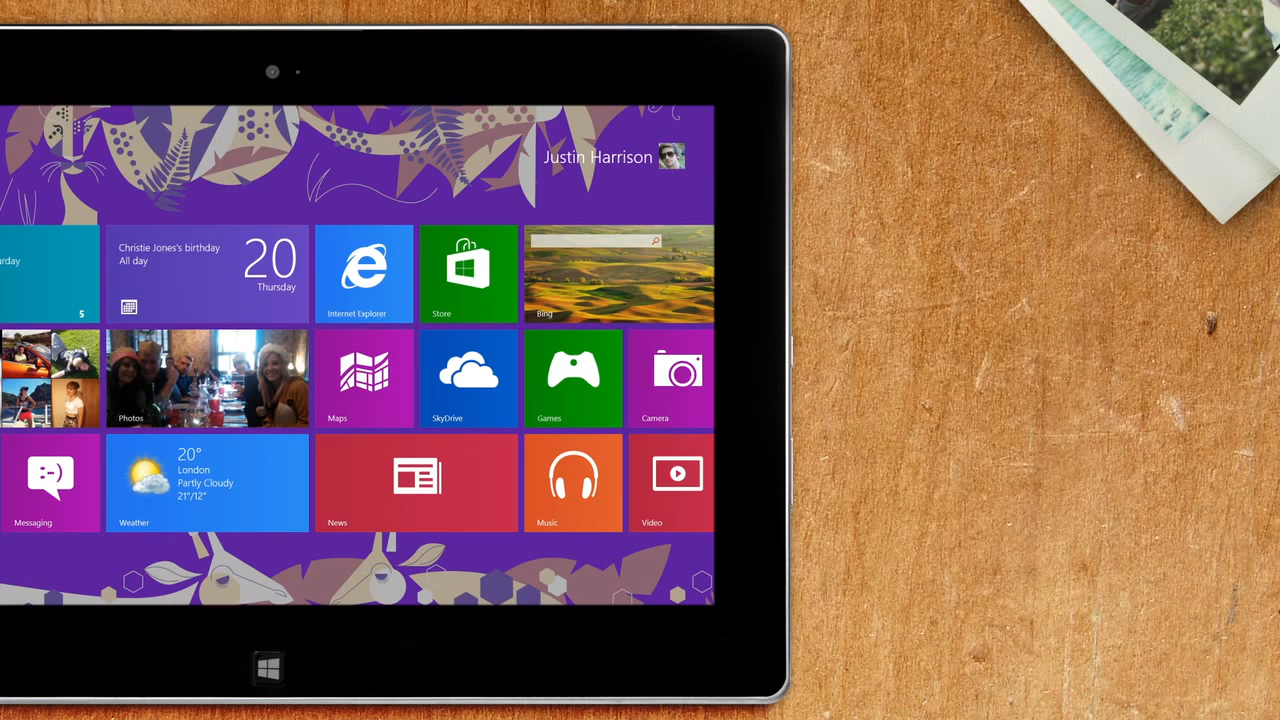 Justin Harrison
rday
5
Christie Jones's birthday
All day
20
Thursday
Internet Explorer
Store
Bing
Photos
Maps
SkyDrive
Games
Camera
Messaging
20°
London
Partly Cloudy
21°/12°
Weather
News
Music
Video